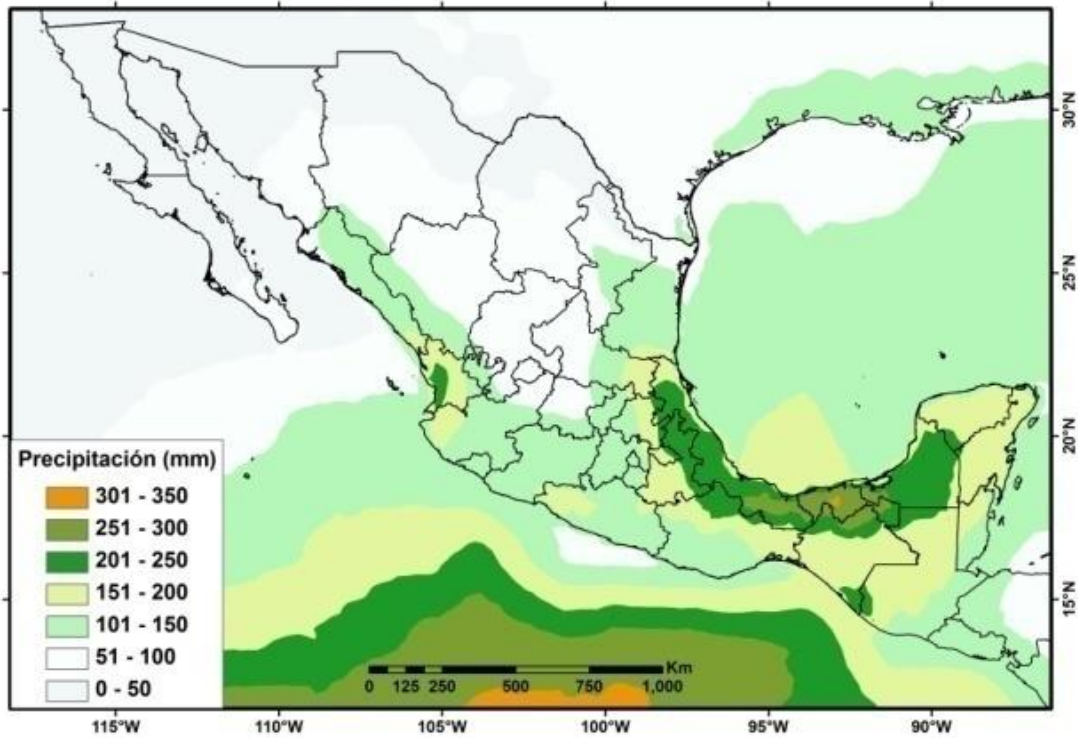 30°N
25°N
20°N
15°N
Precipitación (mm)
301 - 350
251 - 300
201 - 250
151 - 200
101 - 150
51 - 100
0 - 50
Km
0 125 250 500 750 1,000
115°W 110°W 105°W 100°W 95°W 90°W